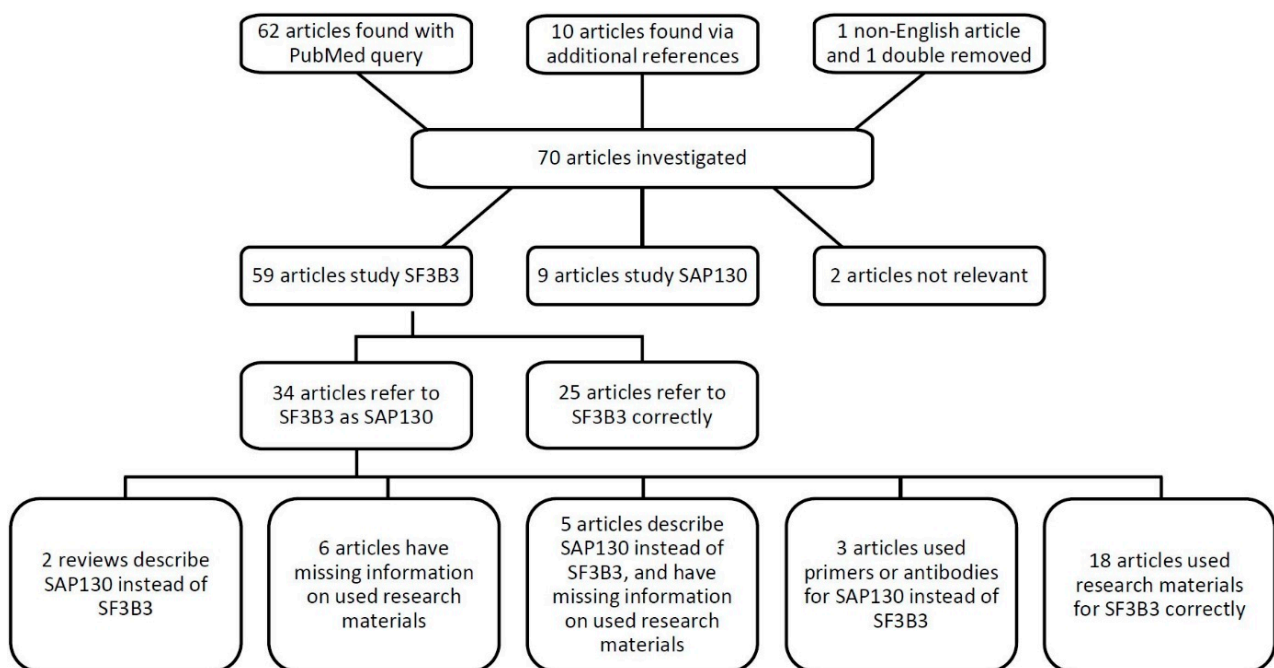 62 articles found with
PubMed query
10 articles found via
additional references
1 non-English article
and 1 double removed
70 articles investigated
59 articles study SF3B3
9 articles study SAP130
2 articles not relevant
34 articles refer to
SF3B3 as SAP130
25 articles refer to
SF3B3 correctly
2 reviews describe
SAP130 instead of
SF3B3
6 articles have
missing information
on used research
materials
5 articles describe
SAP130 instead of
SF3B3, and have
missing information
on used research
materials
3 articles used
primers or antibodies
for SAP130 instead of
SF3B3
18 articles used
research materials
for SF3B3 correctly